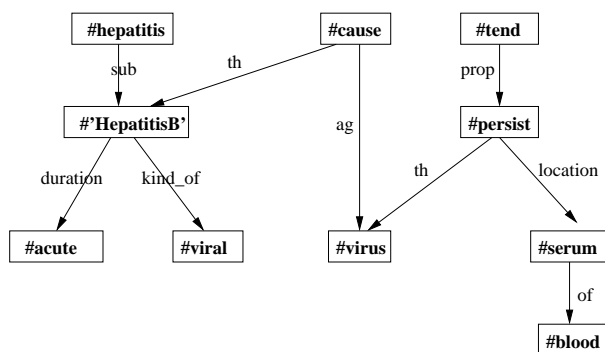 #hepatitis #cause #tend
sub th prop
#'HepatitisB' #persist
ag
duration kind_of th location
#acute #viral #virus #serum
of
#blood